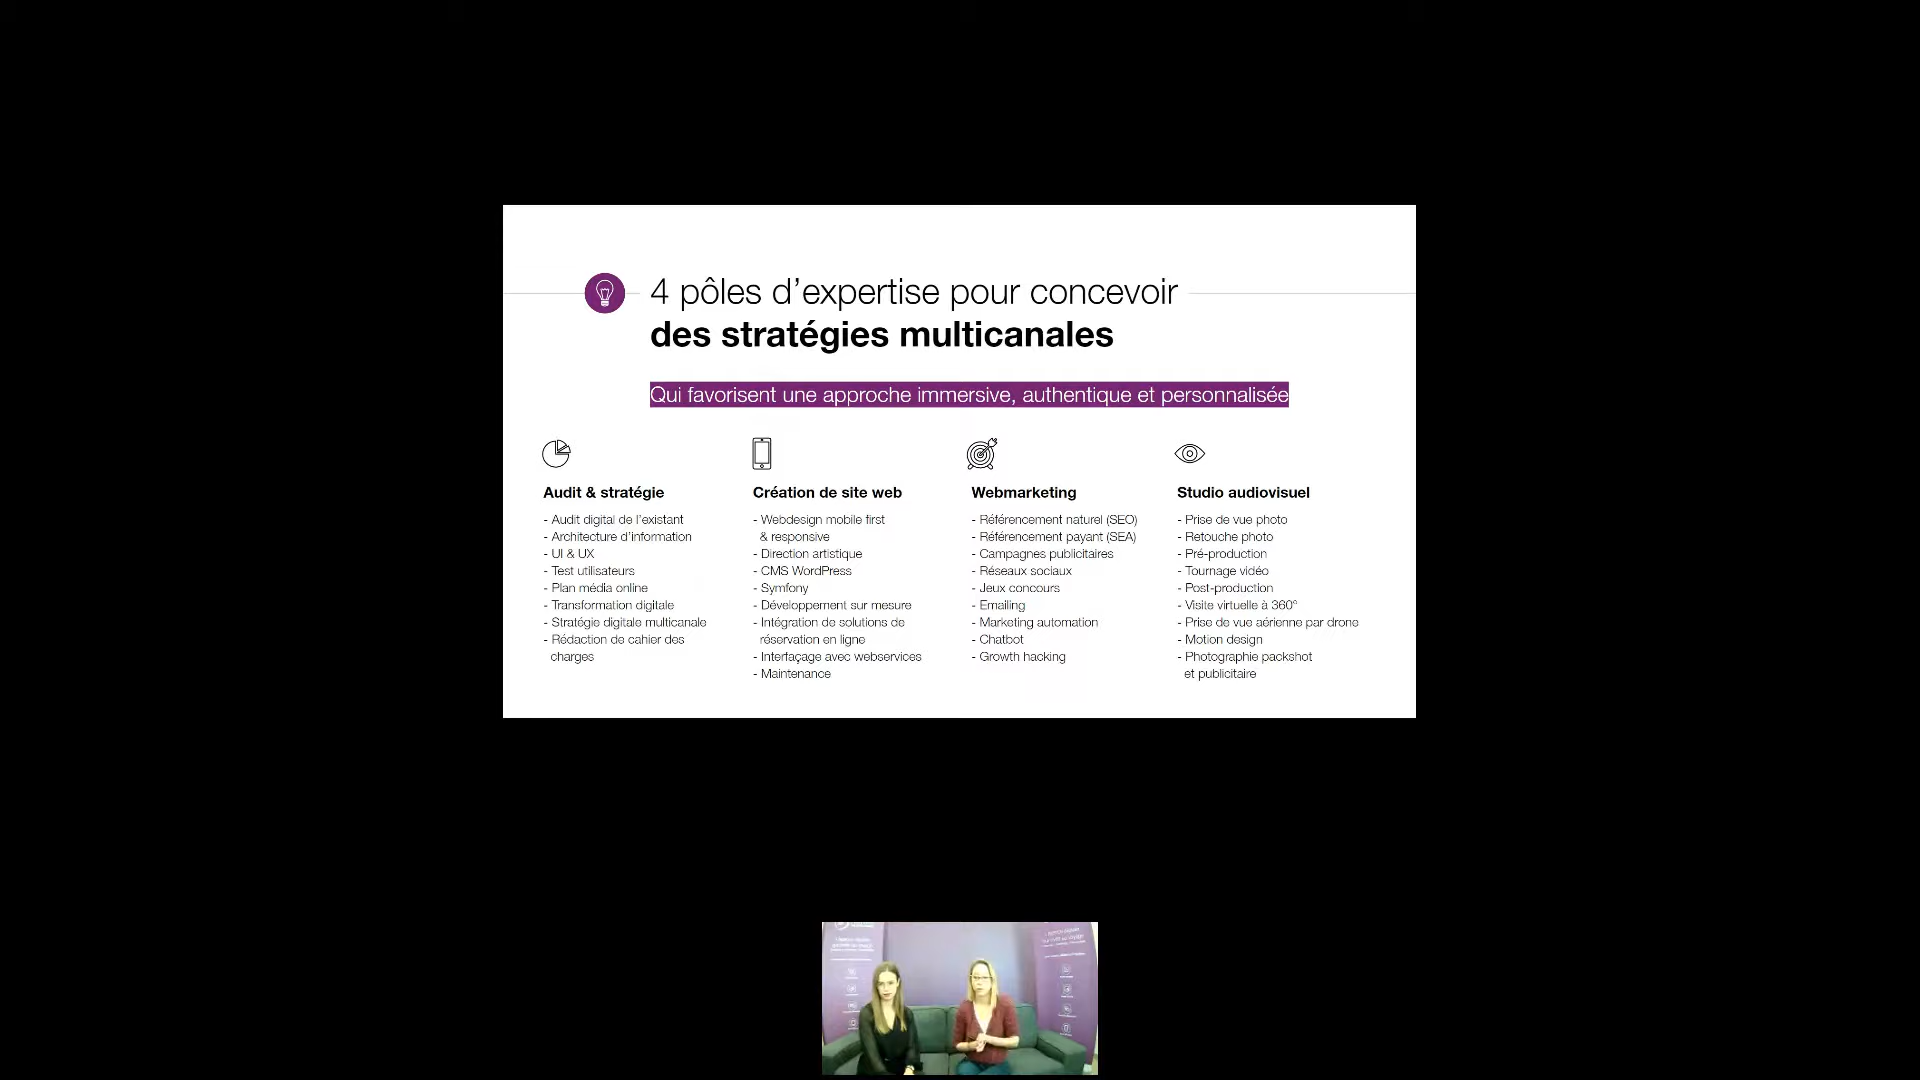 4 pôles d’expertise pour concevoir
des stratégies multicanales
Qui favorisent une approche immersive, authentique et personnalisée
Audit & stratégie
- Audit digital de l’existant
- Architecture d’information
- UI & UX
- Test utilisateurs
- Plan média online
- Transformation digitale
- Stratégie digitale multicanale
- Rédaction de cahier des
charges
Création de site web
- Webdesign mobile first
& responsive
- Direction artistique
- CMS WordPress
- Symfony
- Développement sur mesure
- Intégration de solutions de
réservation en ligne
- Interfaçage avec webservices
- Maintenance
Webmarketing
- Référencement naturel (SEO)
- Référencement payant (SEA)
- Campagnes publicitaires
- Réseaux sociaux
- Jeux concours
- Emailing
- Marketing automation
- Chatbot
- Growth hacking
Studio audiovisuel
- Prise de vue photo
- Retouche photo
- Pré-production
- Tournage vidéo
- Post-production
- Visite virtuelle à 360°
- Prise de vue aérienne par drone
- Motion design
- Photographie packshot
et publicitaire